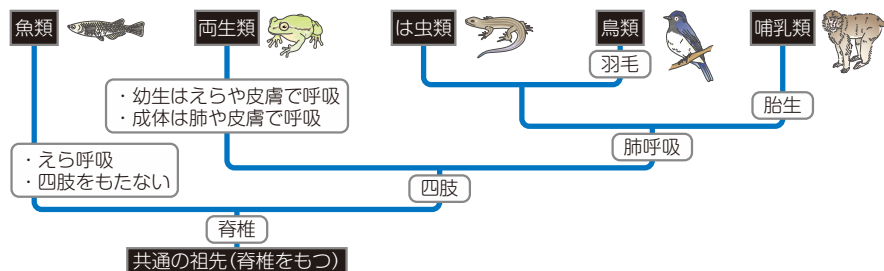 魚類
両生類
は虫類
鳥類
哺乳類
羽毛
・幼生はえらや皮膚で呼吸
・成体は肺や皮膚で呼吸
胎生
肺呼吸
・えら呼吸
・四肢をもたない
四肢
脊椎
共通の祖先(脊椎をもつ)